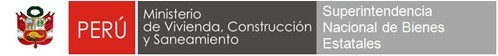 PERÚ
Ministerio
de Vivienda, Construcción
y Saneamiento
Superintendencia
Nacional de Bienes
Estatales